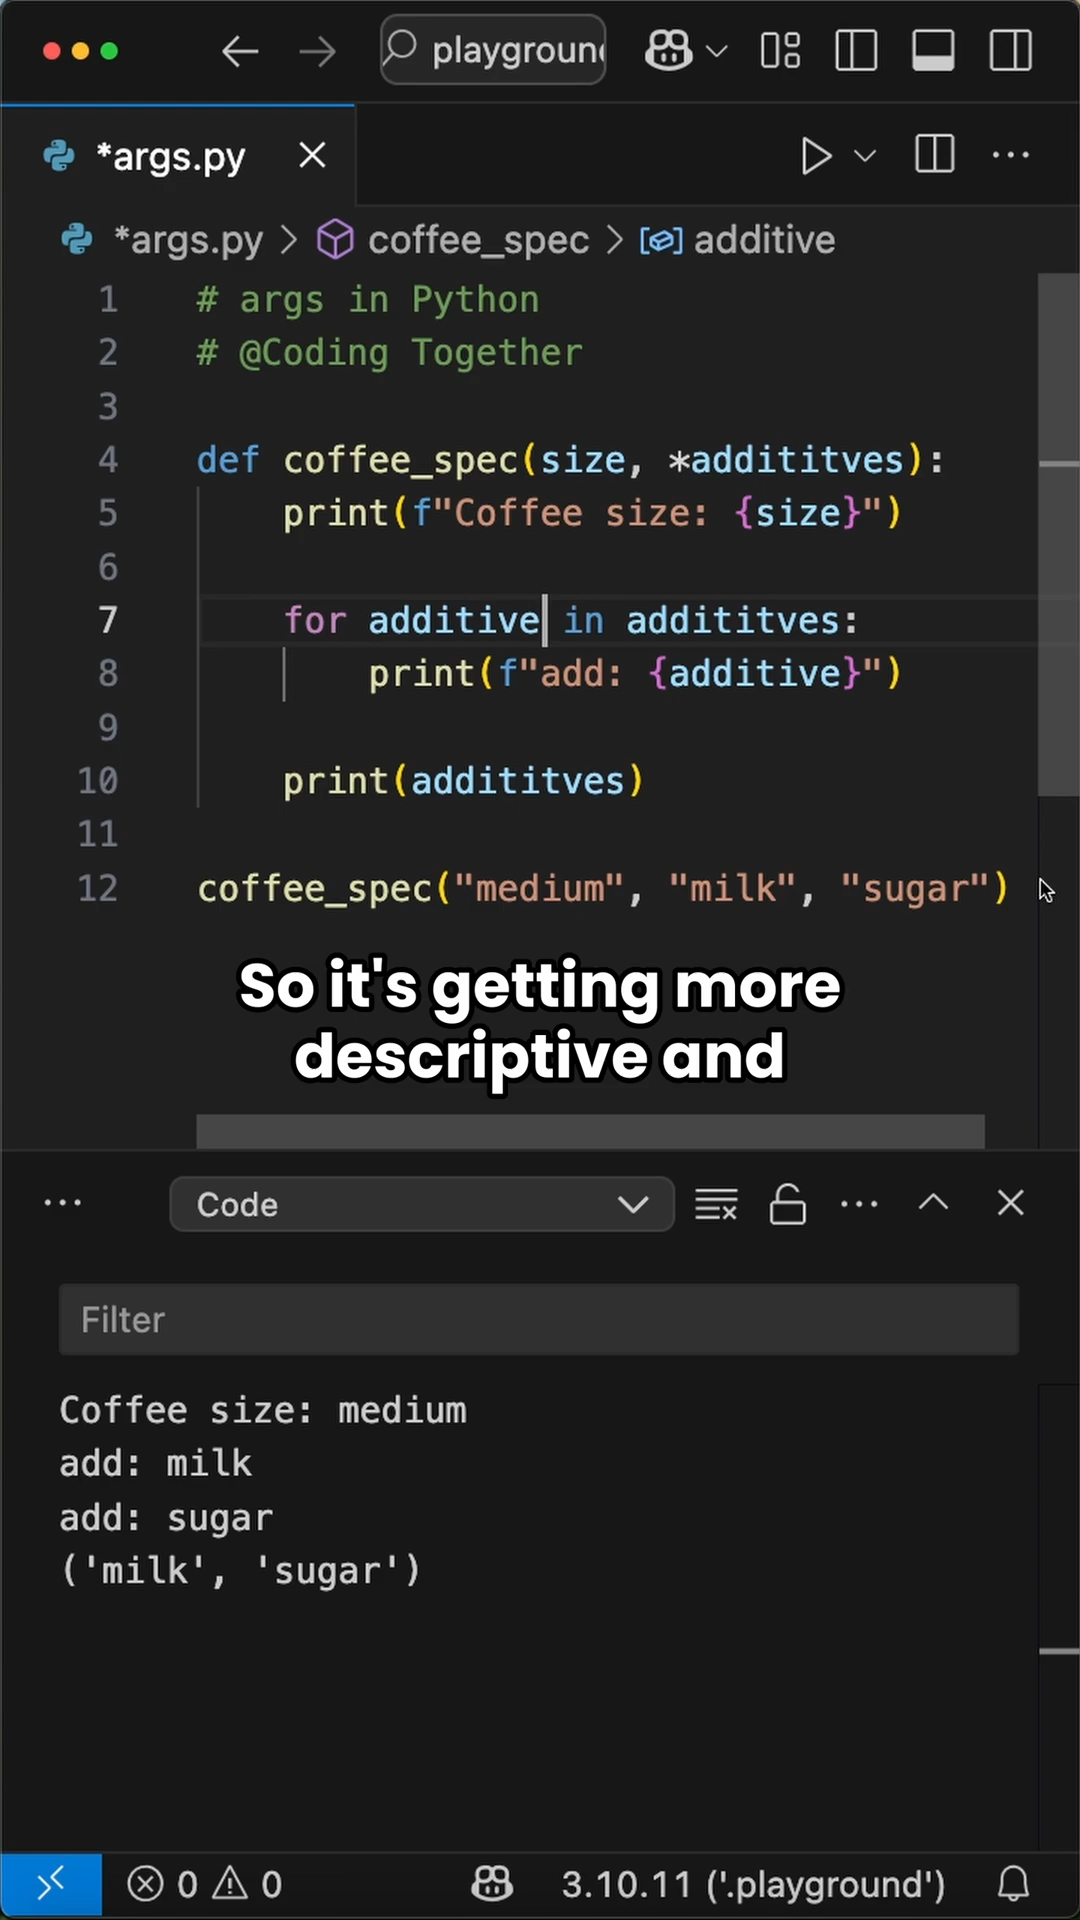 playground
*args.py
*args.py > coffee_spec > additive
1 # args in Python
2 # @Coding Together
3
4 def coffee_spec(size, *addititves):
5 print(f"Coffee size: {size}")
6
7 for additive in addititves:
8 print(f"add: {additive}")
9
10 print(addititves)
11
12 coffee_spec("medium", "milk", "sugar")
So it's getting more
descriptive and
Code
Filter
Coffee size: medium
add: milk
add: sugar
('milk', 'sugar')
0 0 3.10.11 ('.playground')